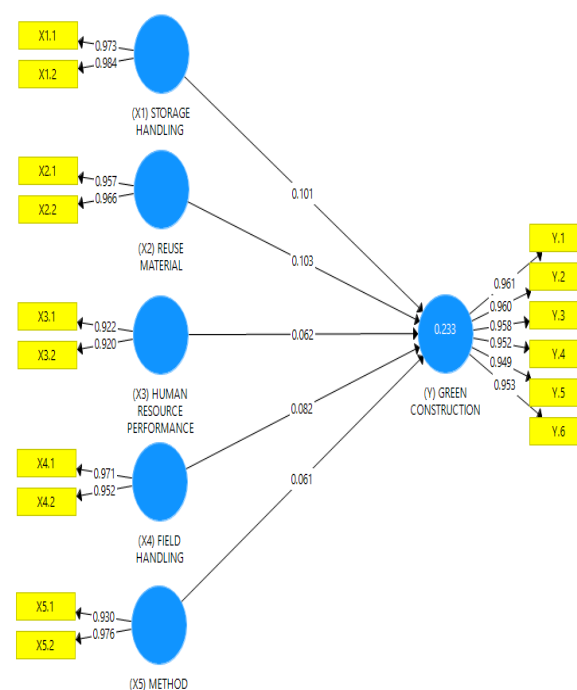 X1.1
0.973
X1.2
0.984
(X1) STORAGE
HANDLING
0.101
X2.1
0.957
X2.2
0.966
(X2) REUSE
MATERIAL
0.103
X3.1
0.922
X3.2
0.920
(X3) HUMAN
RESOURCE
PERFORMANCE
0.062
X4.1
0.971
X4.2
0.952
(X4) FIELD
HANDLING
0.082
X5.1
0.930
X5.2
0.976
(X5) METHOD
0.061
0.233
(Y) GREEN
CONSTRUCTION
Y.1
0.961
Y.2
0.960
Y.3
0.958
Y.4
0.952
Y.5
0.949
Y.6
0.953